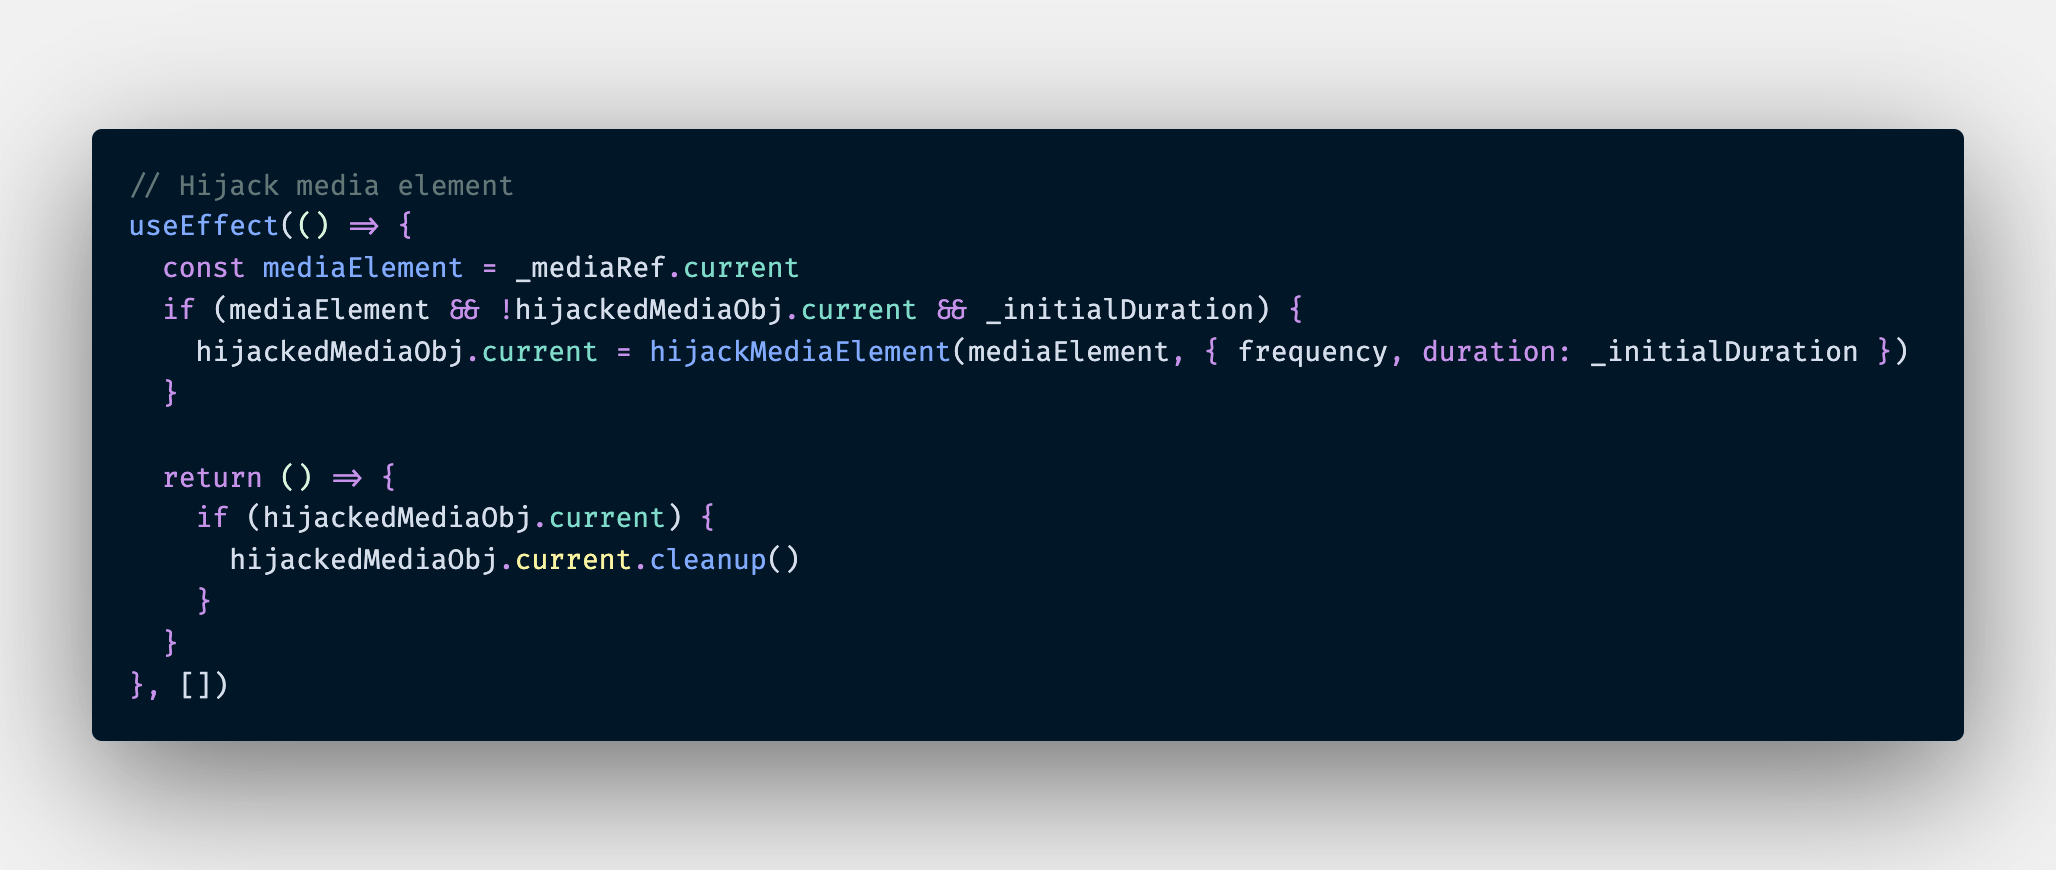 // Hijack media element
useEffect(() => {
  const mediaElement = _mediaRef.current
  if (mediaElement && !hijackedMediaObj.current && _initialDuration) {
    hijackedMediaObj.current = hijackMediaElement(mediaElement, { frequency, duration: _initialDuration })
  }

  return () => {
    if (hijackedMediaObj.current) {
      hijackedMediaObj.current.cleanup()
    }
  }
}, [])